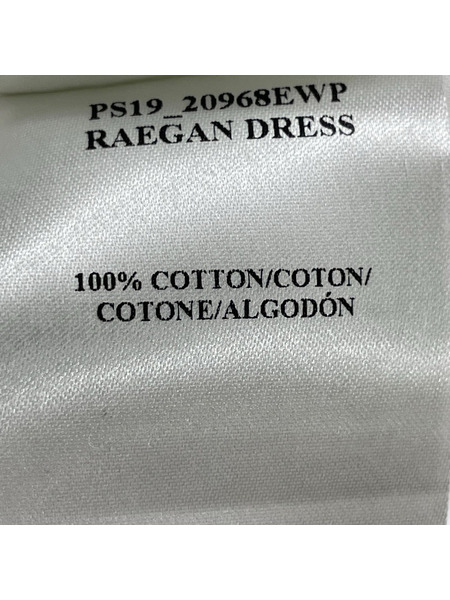 PS19_20968EWP
RAEGAN DRESS
100% COTTON/COTON/
COTONE/ALGODÓN